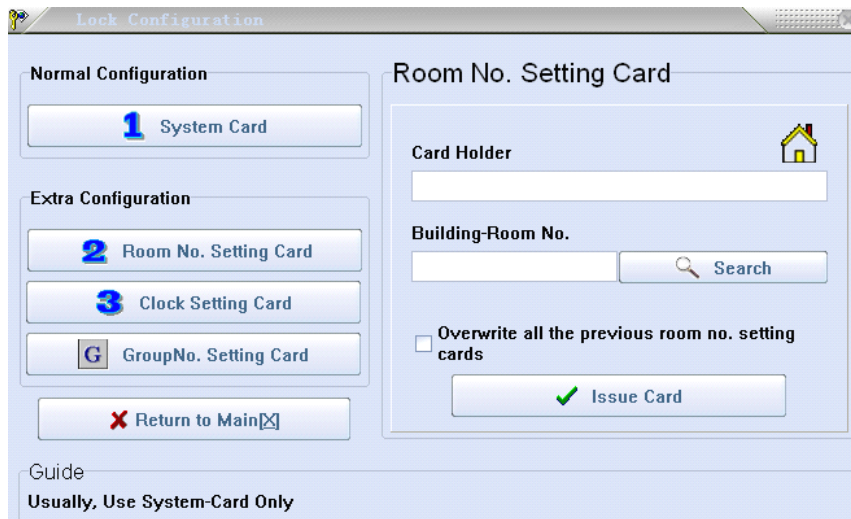 Lock Configuration
Normal Configuration
1 System Card
Extra Configuration
2 Room No. Setting Card
3 Clock Setting Card
G GroupNo. Setting Card
Return to Main[X]
Room No. Setting Card
Card Holder
Building-Room No.
Search
Overwrite all the previous room no. setting
cards
Issue Card
Guide
Usually, Use System-Card Only